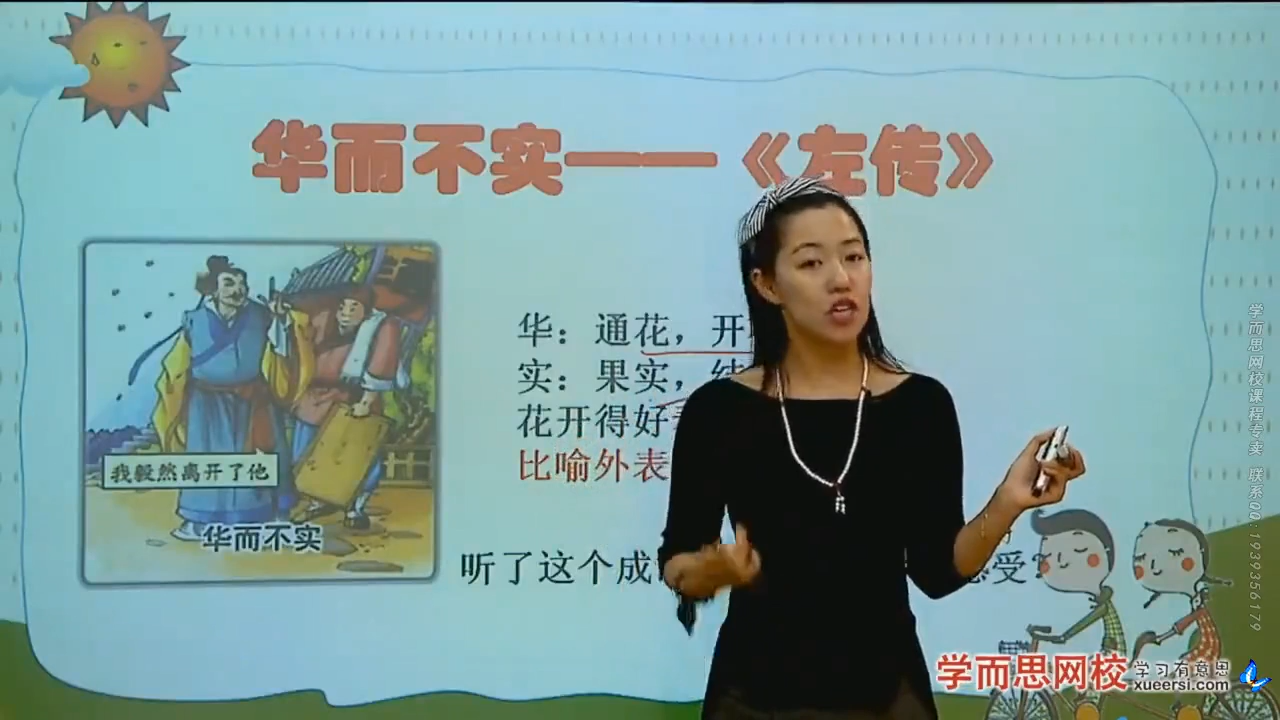 华而不实——《左传》
华：通花，开
实：果实，结
花开得好看
比喻外表
我毅然离开了他
华而不实
听了这个成
感受？
学而思网校课程专卖 联系QQ:1939356179
学而思网校
学习有意思
xueersi.com